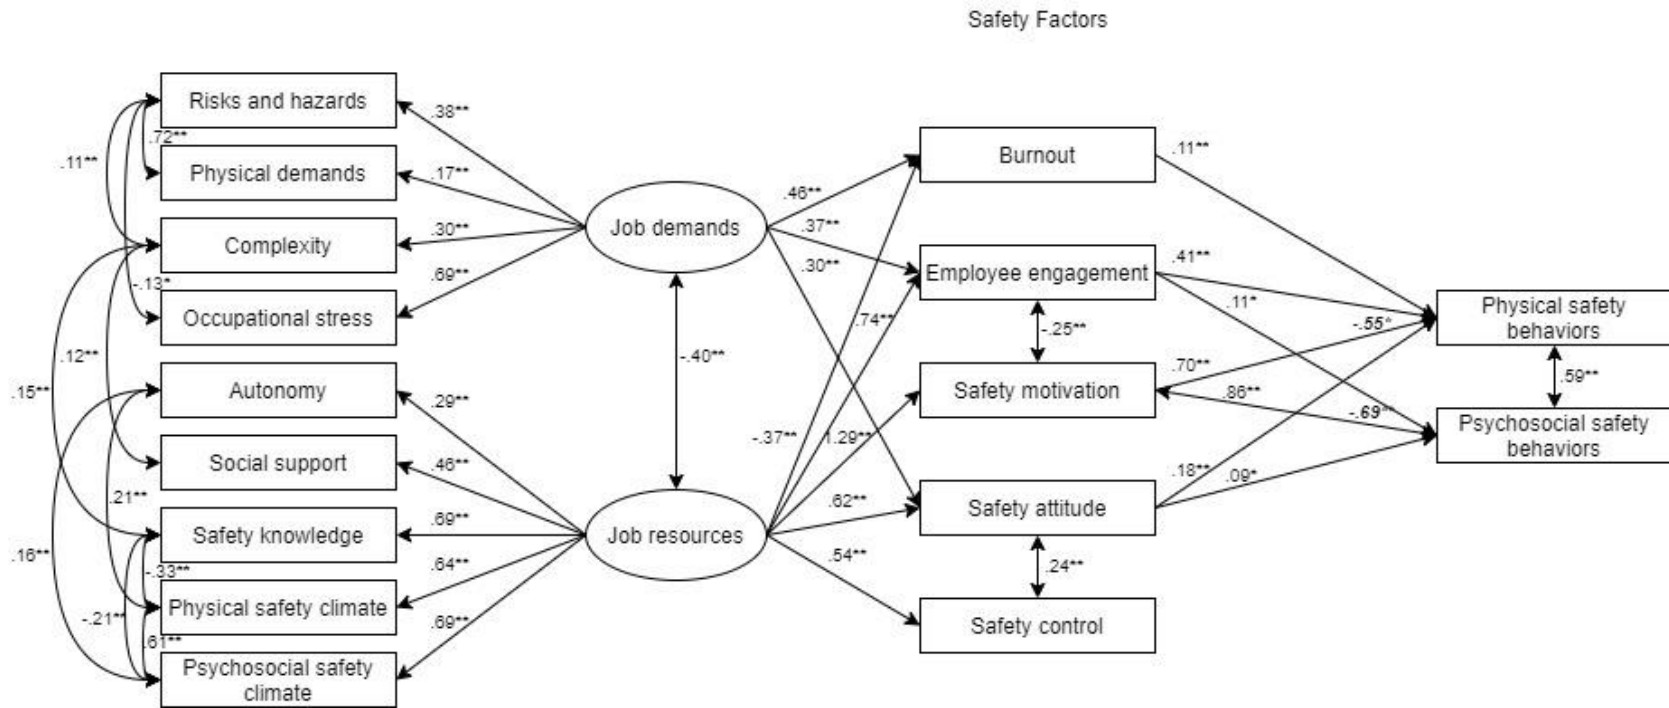 Safety Factors
Risks and hazards
Physical demands
Complexity
Occupational stress
Autonomy
Social support
Safety knowledge
Physical safety climate
Psychosocial safety
climate
.72**
.11**
-.13*
.12**
.15**
.21**
.16**
-.33**
-.21**
.61**
.38**
.17**
.30**
.69**
.29**
.46**
.69**
.64**
.69**
Job demands
-.40**
Job resources
.46**
.37**
.30**
.74**
-.37**
1.29**
.62**
.54**
Burnout
Employee engagement
-.25**
Safety motivation
Safety attitude
.24**
Safety control
.11**
.41**
.11*
-.55*
.70**
.86**
-.69**
.18**
.09*
Physical safety
behaviors
.59**
Psychosocial safety
behaviors